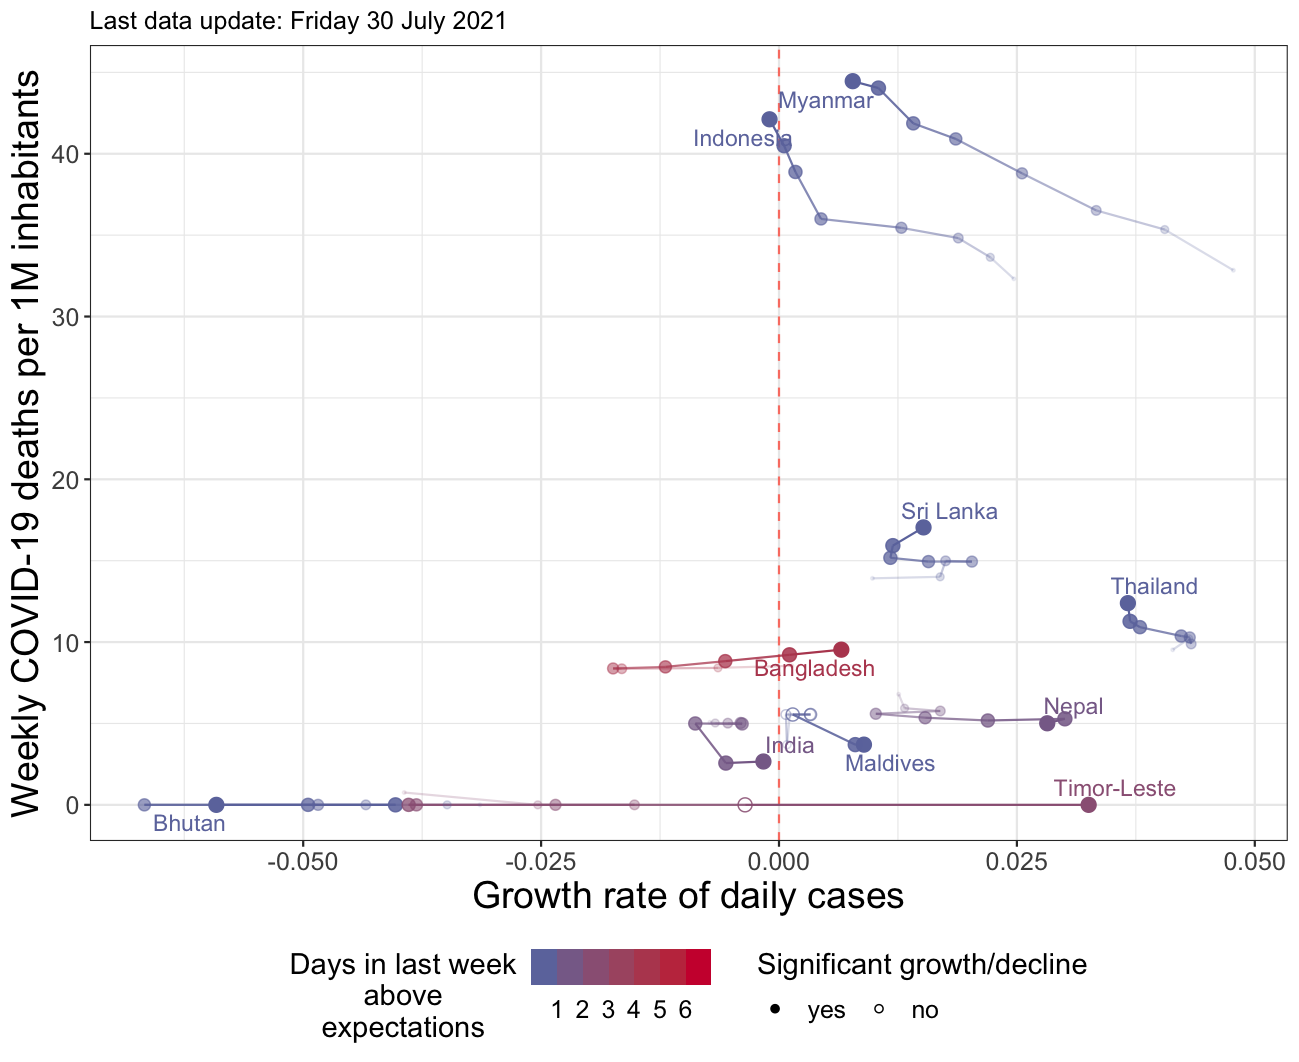 Last data update: Friday 30 July 2021
Weekly COVID-19 deaths per 1M inhabitants
40
30
20
10
0
Myanmar
Indonesia
Sri Lanka
Thailand
Bangladesh
Nepal
India
Maldives
Timor-Leste
Bhutan
-0.050 -0.025 0.000 0.025 0.050
Growth rate of daily cases
Days in last week
above
expectations
1 2 3 4 5 6
Significant growth/decline
yes no